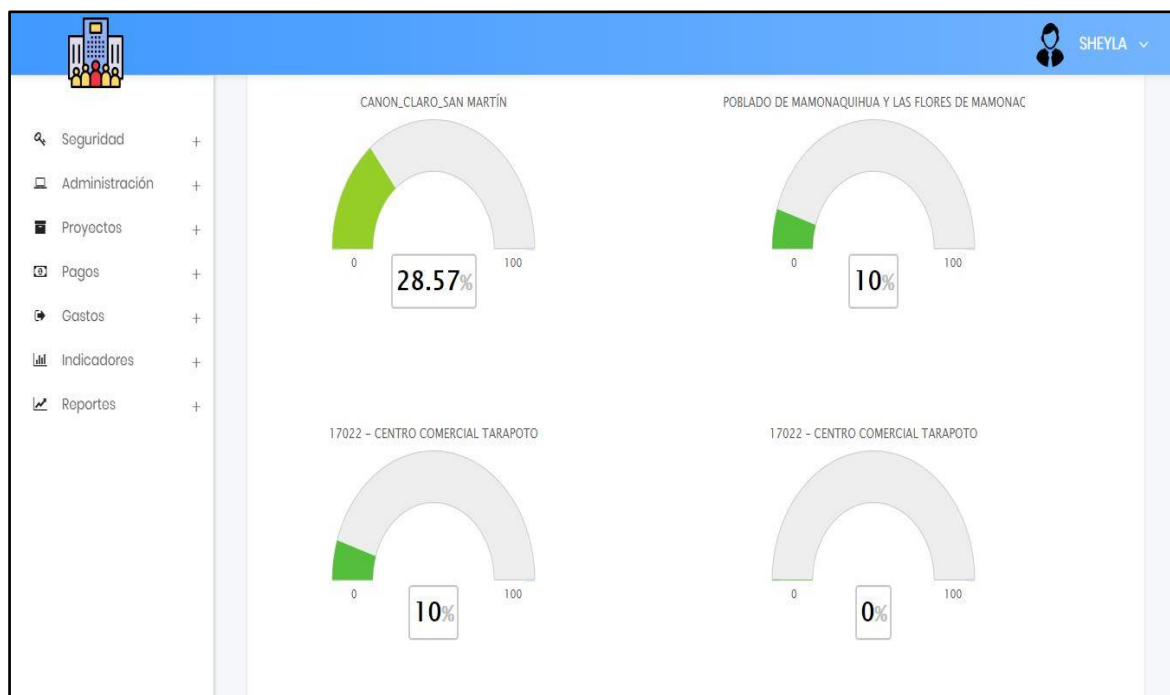 SHEYLA
Seguridad +
Administración +
Proyectos +
Pagos +
Gastos +
Indicadores +
Reportes +
CANON_CLARO_SAN MARTÍN
0 100
28.57%
POBLADO DE MAMONAQUIHUA Y LAS FLORES DE MAMONAC
0 100
10%
17022 - CENTRO COMERCIAL TARAPOTO
0 100
10%
17022 - CENTRO COMERCIAL TARAPOTO
0 100
0%